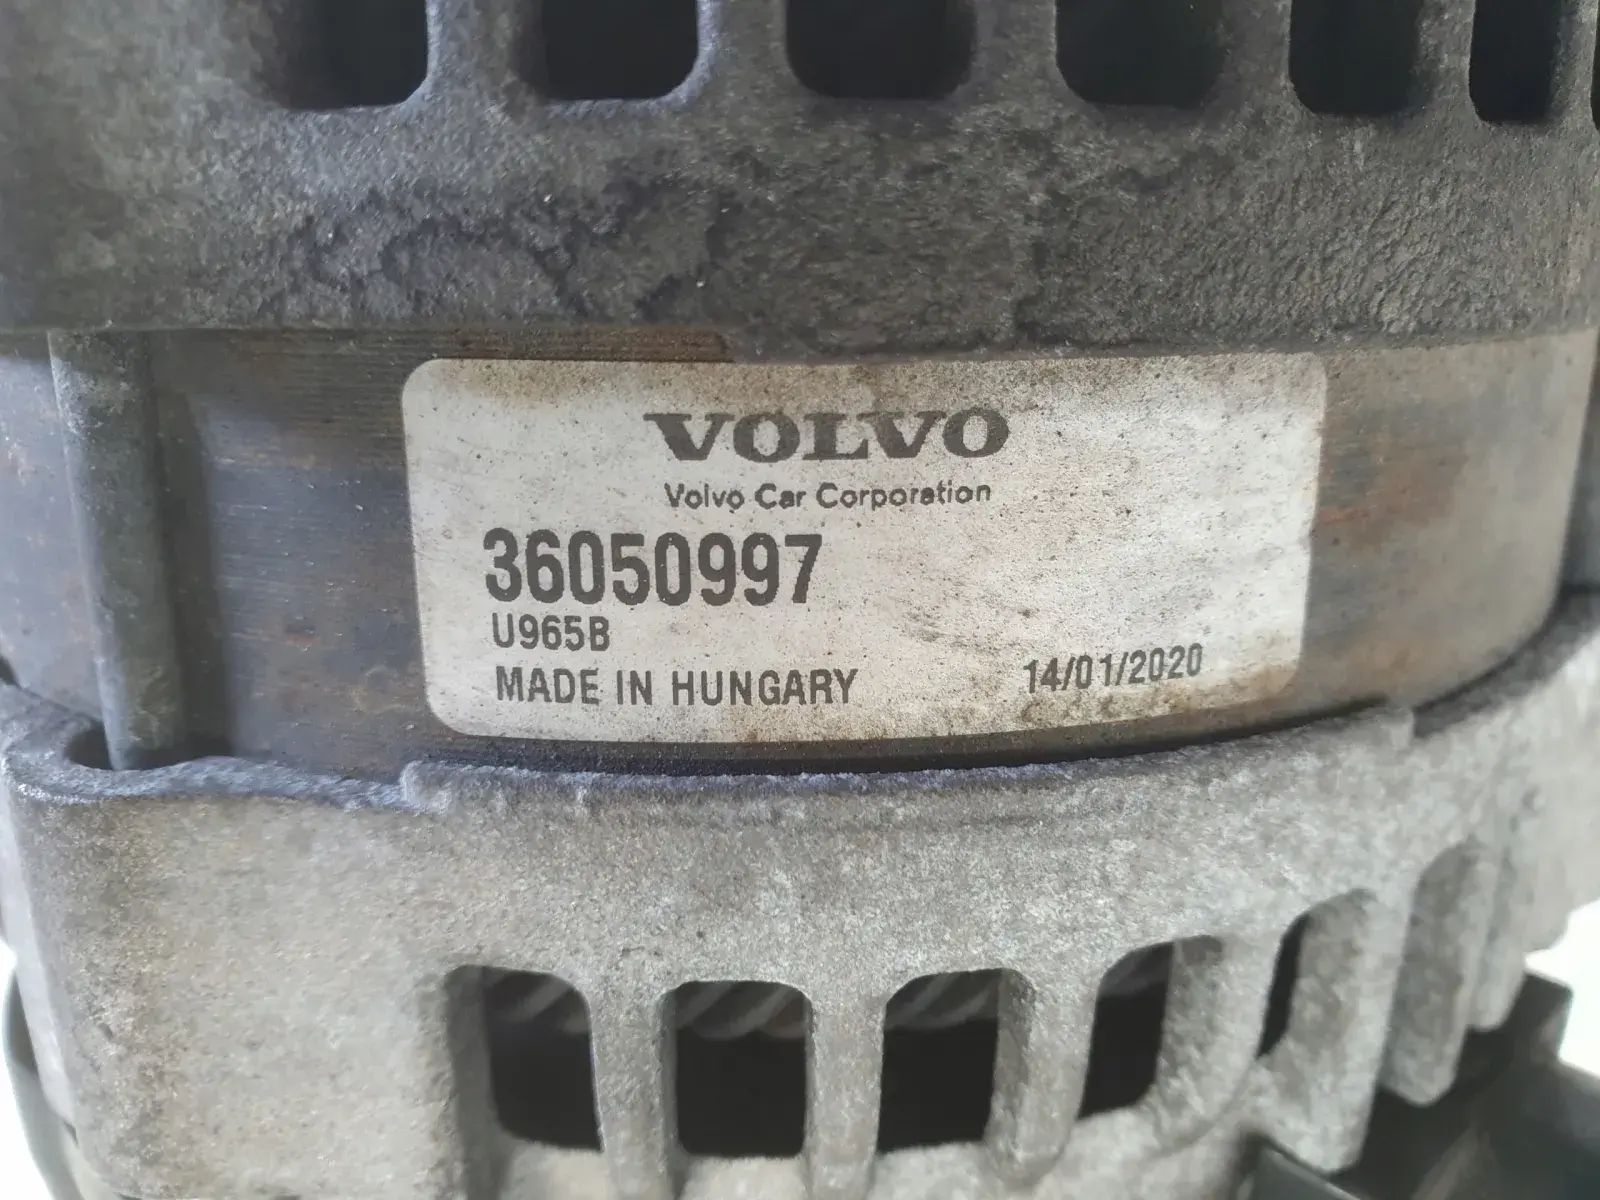 VOLVO
Volvo Car Corporation
36050997
U965B
MADE IN HUNGARY 14/01/2020